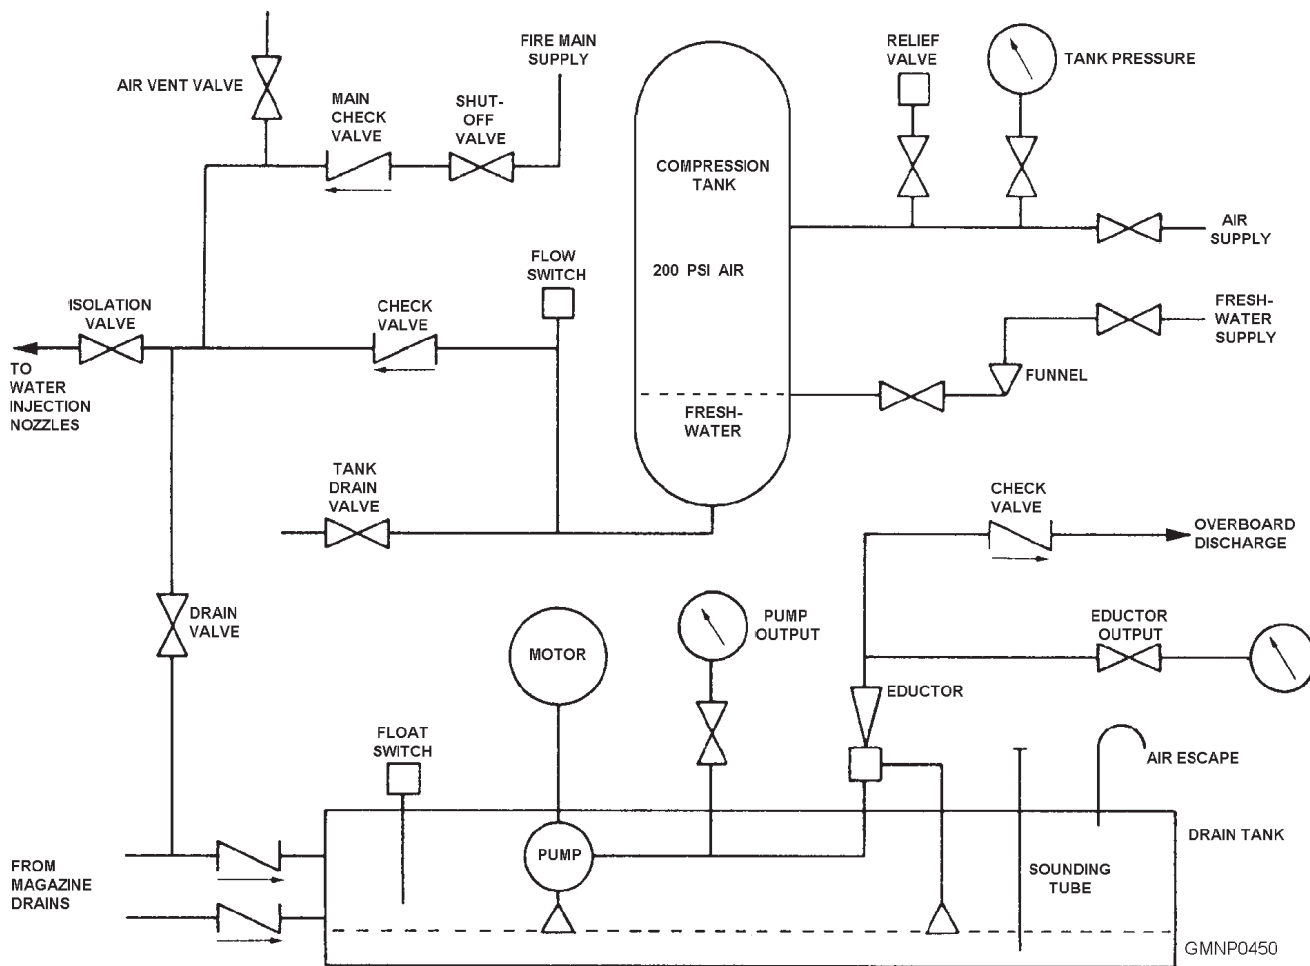 AIR VENT VALVE
MAIN
CHECK
VALVE
SHUT-
OFF
VALVE
FIRE MAIN
SUPPLY
RELIEF
VALVE
TANK PRESSURE
COMPRESSION
TANK
200 PSI AIR
FRESH-
WATER
AIR
SUPPLY
FRESH-
WATER
SUPPLY
FUNNEL
FLOW
SWITCH
ISOLATION
VALVE
CHECK
VALVE
TO
WATER
INJECTION
NOZZLES
TANK
DRAIN
VALVE
CHECK
VALVE
OVERBOARD
DISCHARGE
DRAIN
VALVE
MOTOR
PUMP
OUTPUT
EDUCTOR
OUTPUT
EDUCTOR
FLOAT
SWITCH
AIR ESCAPE
DRAIN TANK
PUMP
SOUNDING
TUBE
FROM
MAGAZINE
DRAINS
GMNP0450